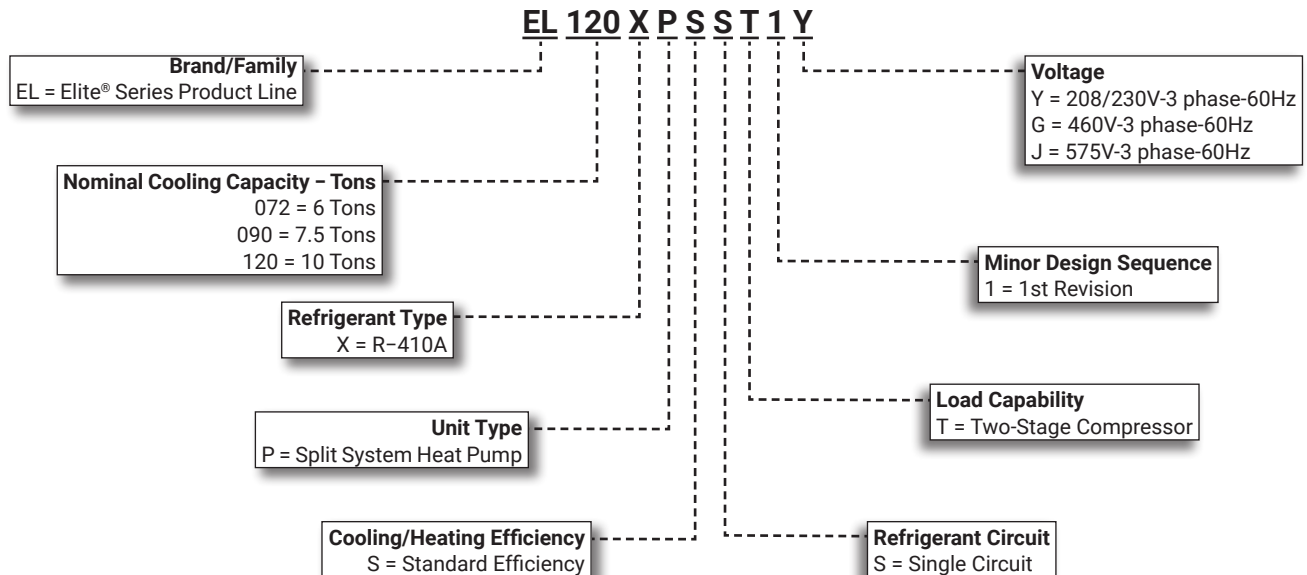 EL 120 X P S S T 1 Y
Brand/Family
EL = Elite® Series Product Line
Voltage
Y = 208/230V-3 phase-60Hz
G = 460V-3 phase-60Hz
J = 575V-3 phase-60Hz
Nominal Cooling Capacity – Tons
072 = 6 Tons
090 = 7.5 Tons
120 = 10 Tons
Minor Design Sequence
1 = 1st Revision
Refrigerant Type
X = R−410A
Load Capability
T = Two-Stage Compressor
Unit Type
P = Split System Heat Pump
Cooling/Heating Efficiency
S = Standard Efficiency
Refrigerant Circuit
S = Single Circuit